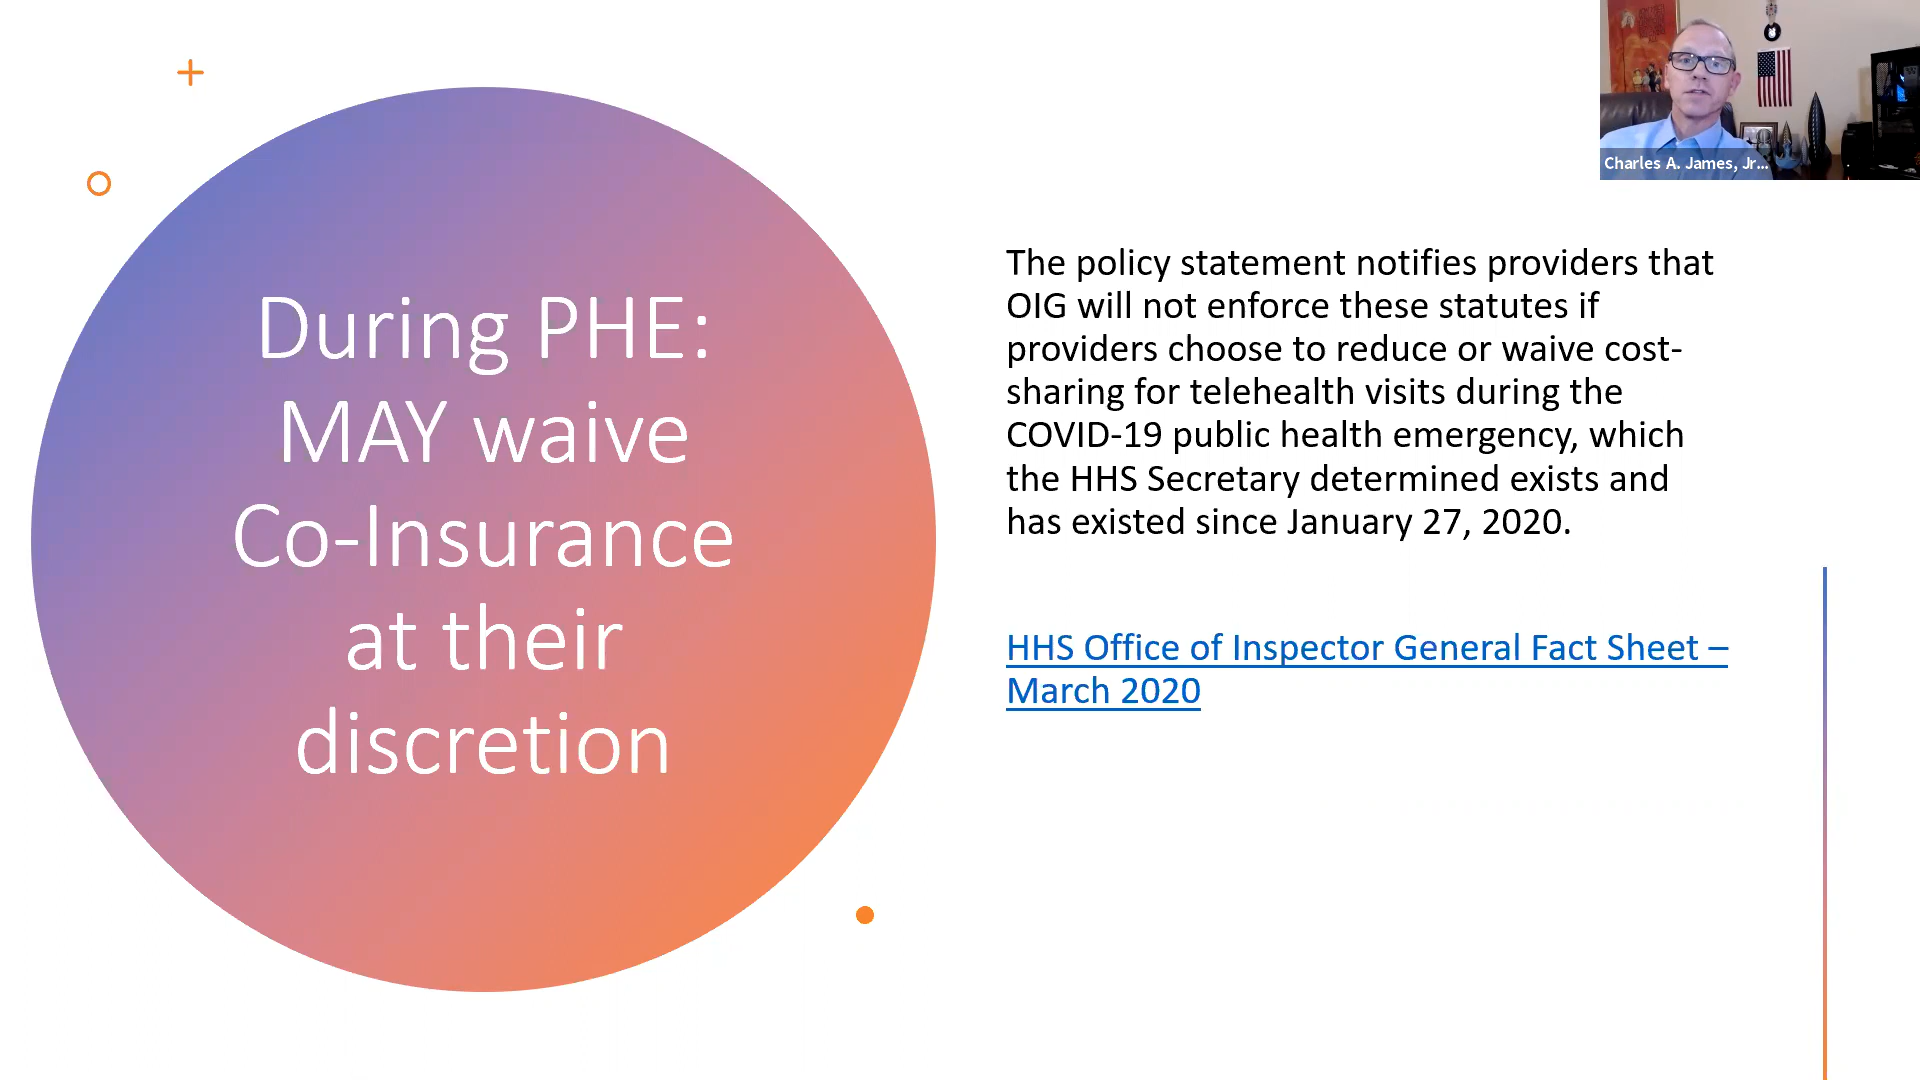 During PHE:
MAY waive
Co-Insurance
at their
discretion
The policy statement notifies providers that
OIG will not enforce these statutes if
providers choose to reduce or waive cost-
sharing for telehealth visits during the
COVID-19 public health emergency, which
the HHS Secretary determined exists and
has existed since January 27, 2020.
HHS Office of Inspector General Fact Sheet –
March 2020
Charles A. James, Jr...